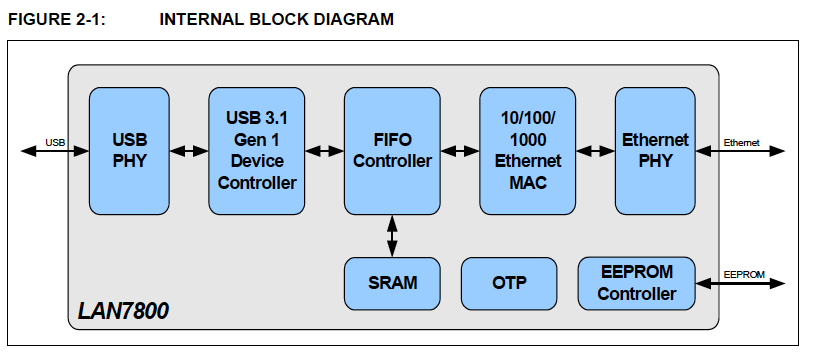 FIGURE 2-1: INTERNAL BLOCK DIAGRAM
USB
USB
PHY
USB 3.1
Gen 1
Device
Controller
FIFO
Controller
10/100/
1000
Ethernet
MAC
Ethernet
PHY
Ethernet
SRAM
OTP
EEPROM
Controller
EEPROM
LAN7800